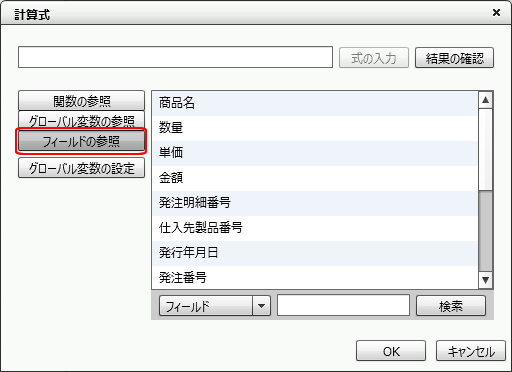 計算式
式の入力
結果の確認
関数の参照
グローバル変数の参照
フィールドの参照
グローバル変数の設定
商品名
数量
単価
金額
発注明細番号
仕入先製品番号
発行年月日
発注番号
フィールド
検索
OK
キャンセル